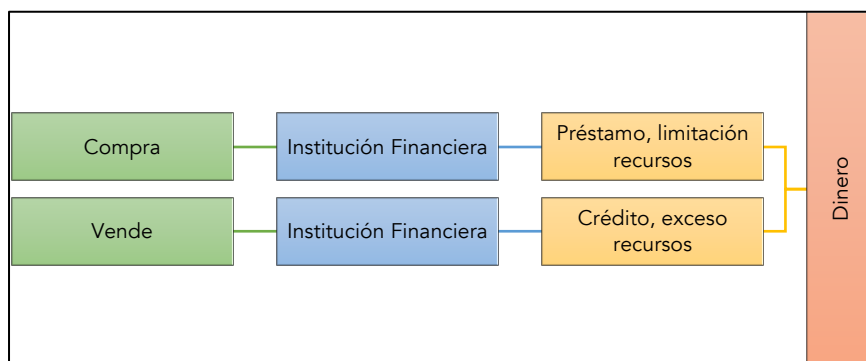 Compra
Institución Financiera
Préstamo, limitación
recursos
Vende
Institución Financiera
Crédito, exceso
recursos
Dinero